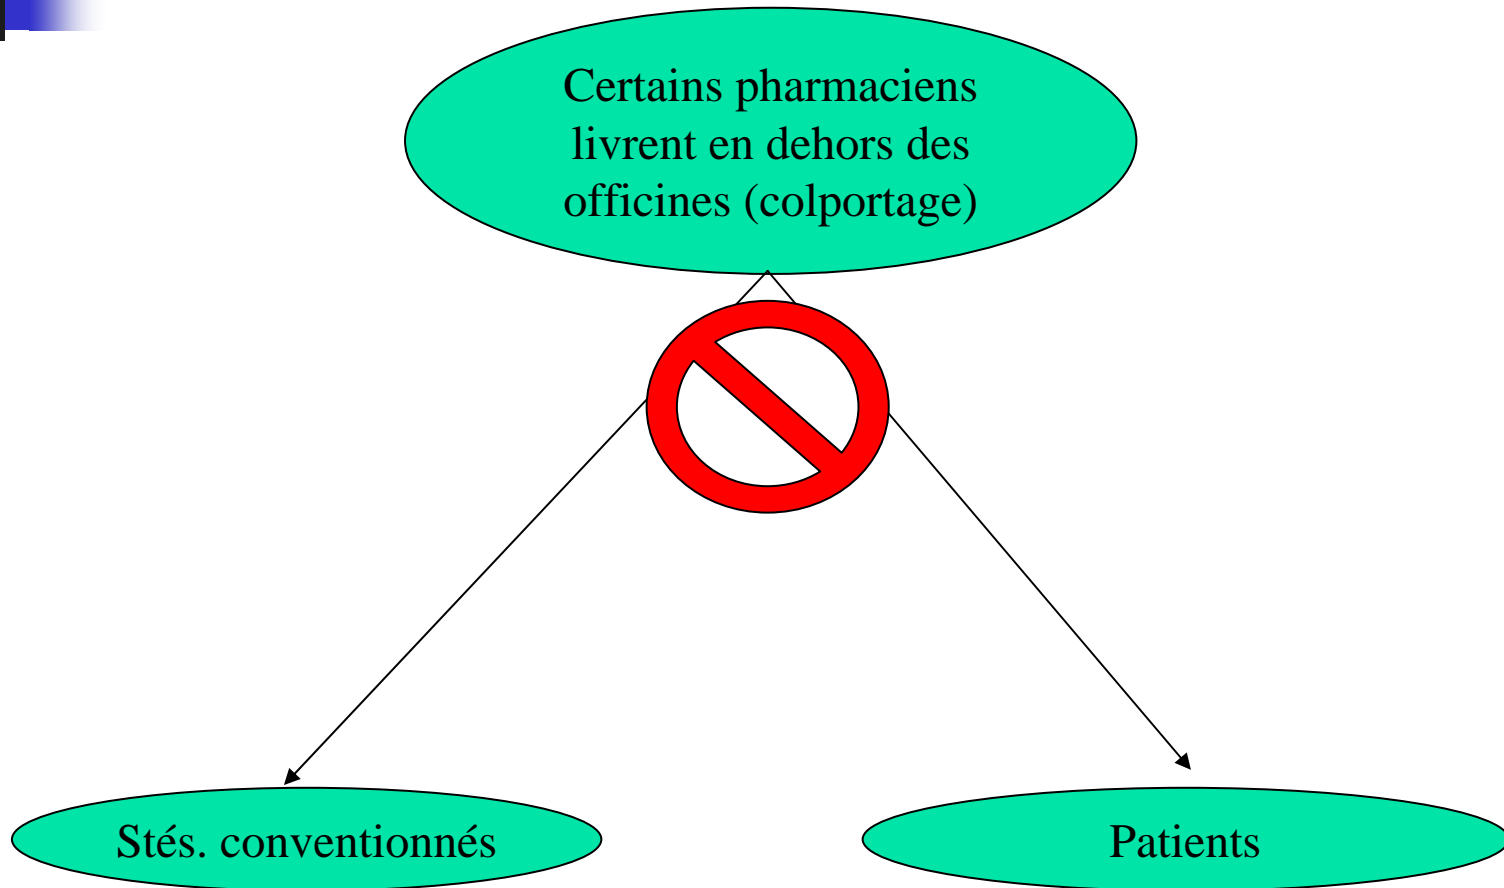 Certains pharmaciens
livrent en dehors des
officines (colportage)
Stés. conventionnés
Patients